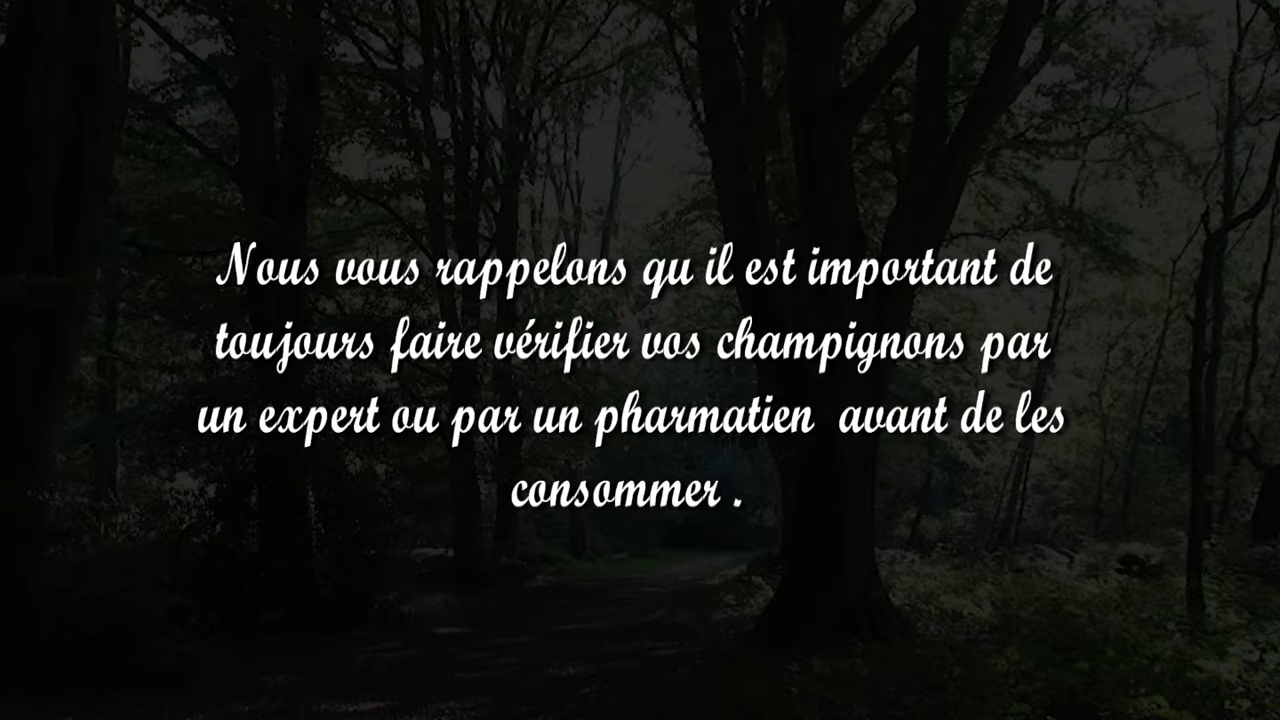 Nous vous rappelons qu il est important de
toujours faire vérifier vos champignons par
un expert ou par un pharmatien  avant de les
consommer .